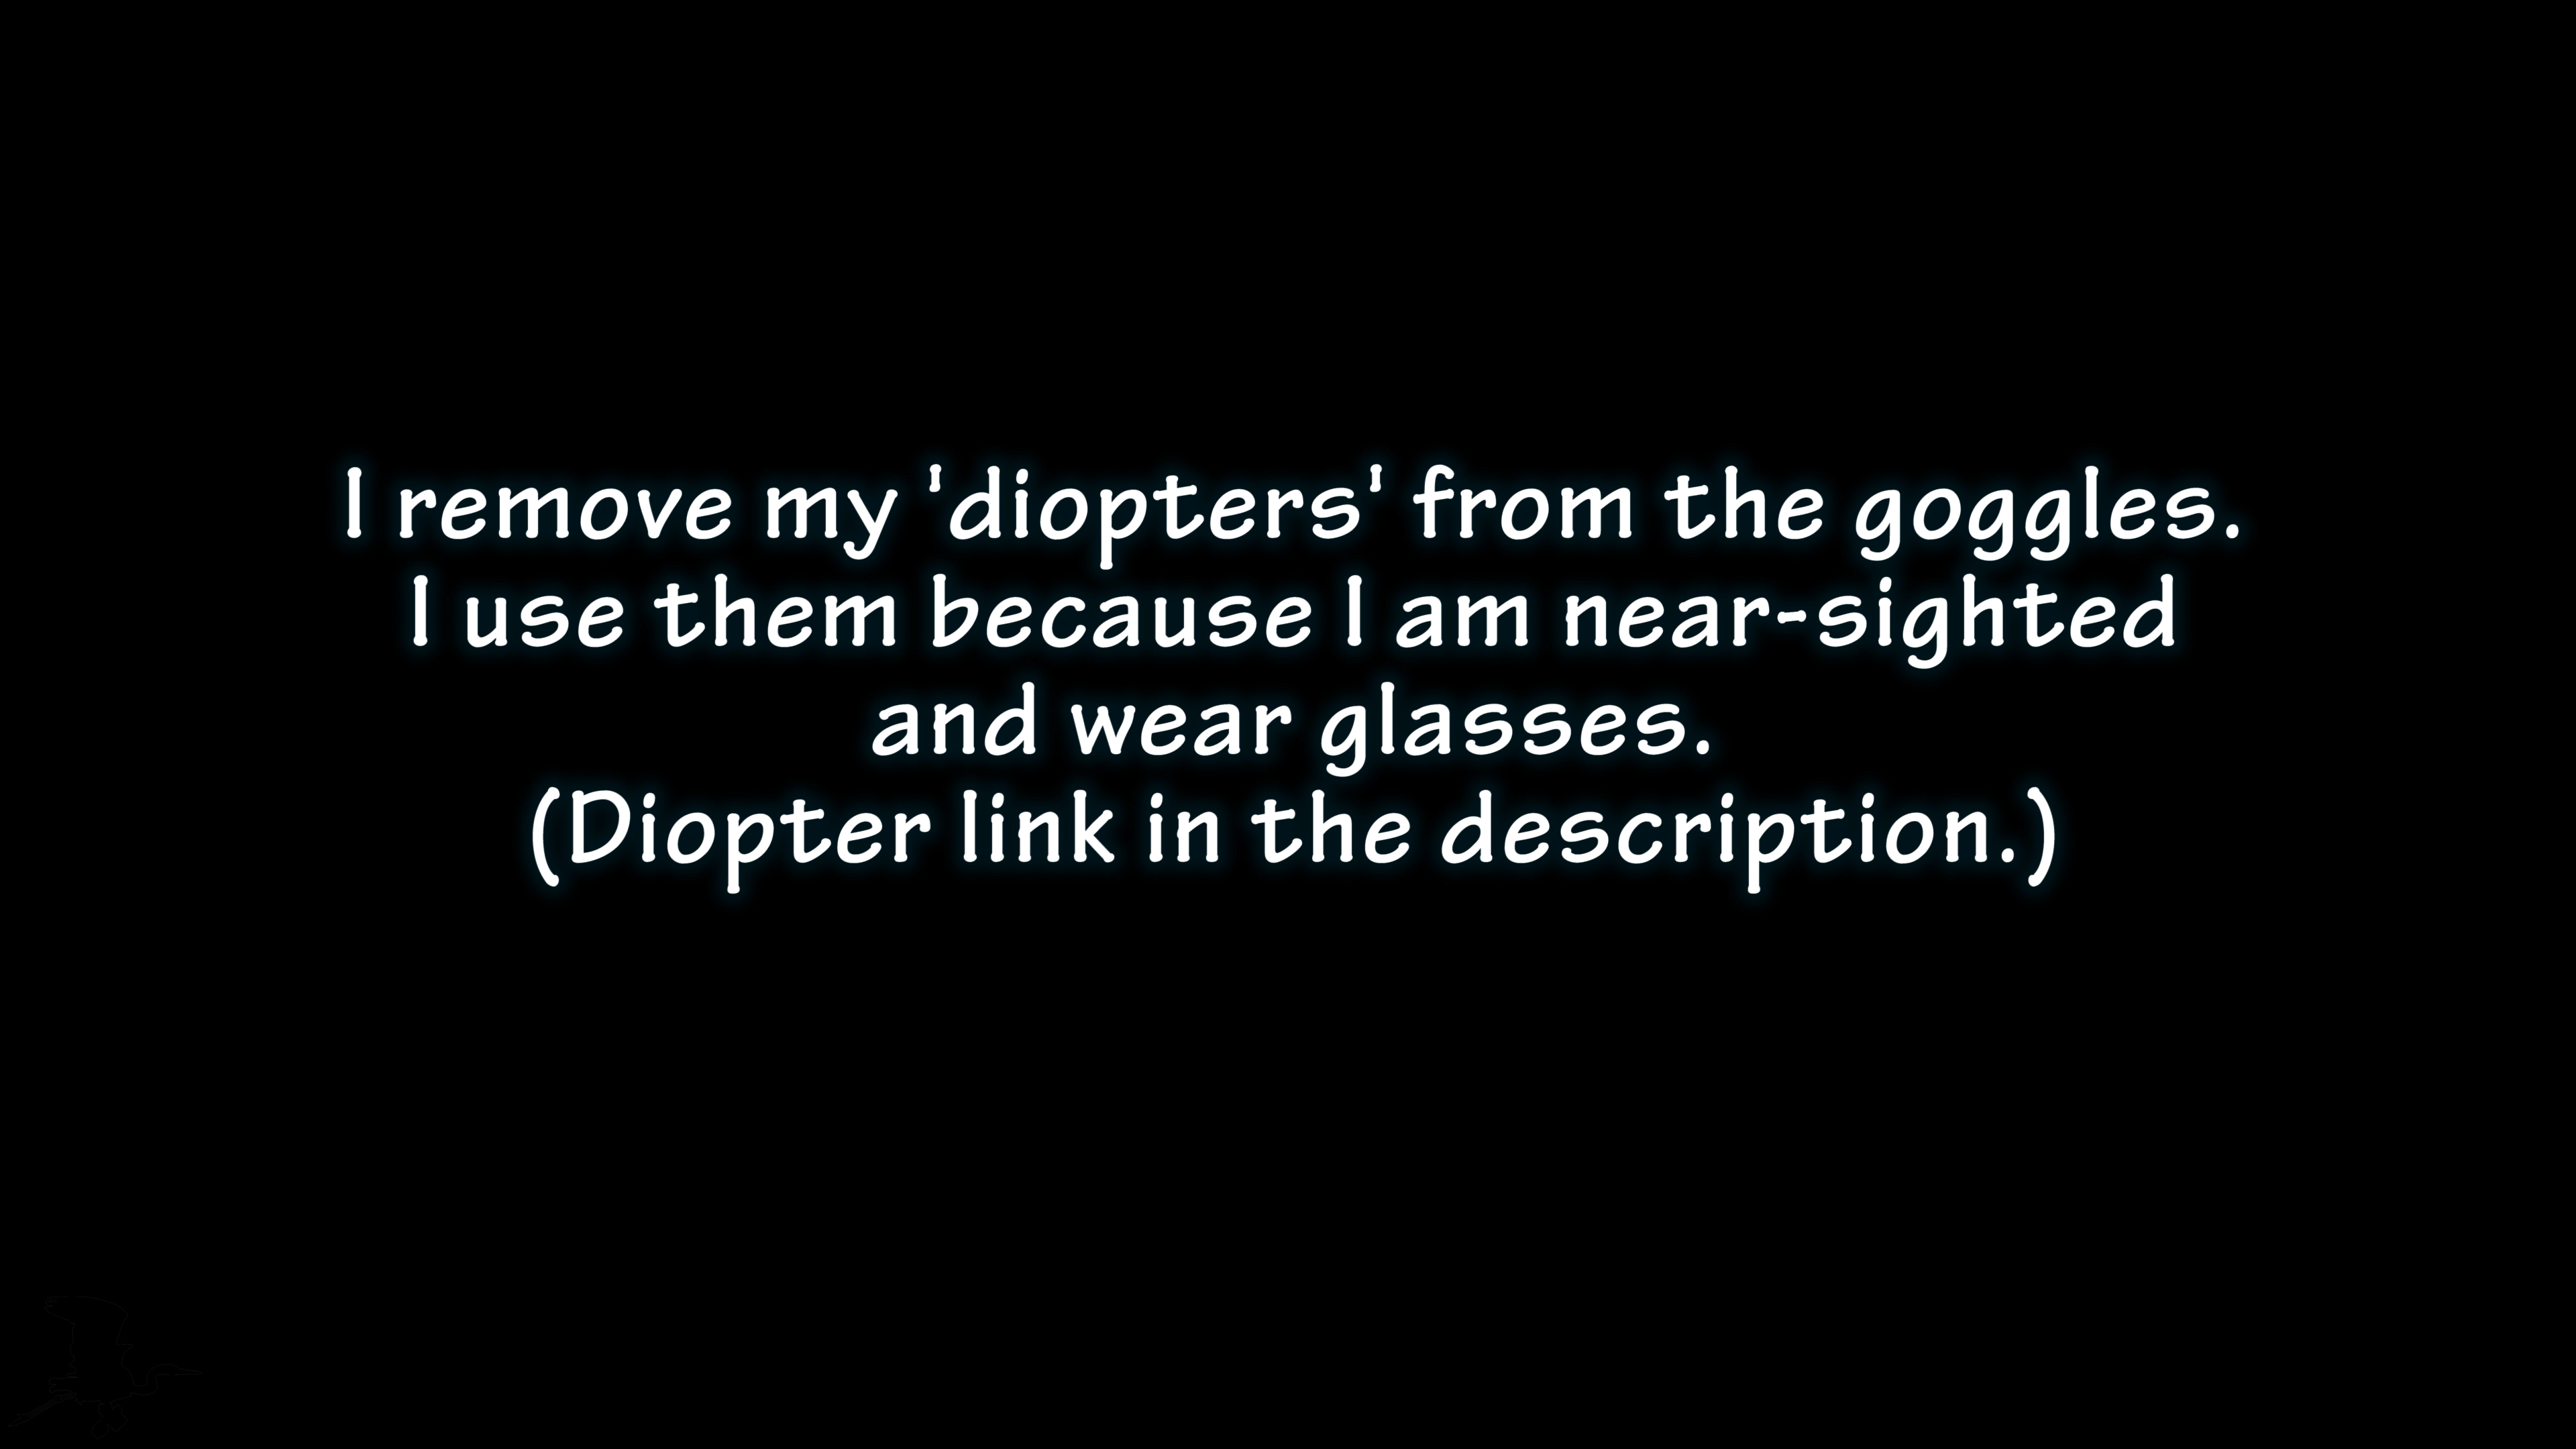 I remove my 'diopters' from the goggles.
I use them because I am near-sighted
and wear glasses.
(Diopter link in the description.)